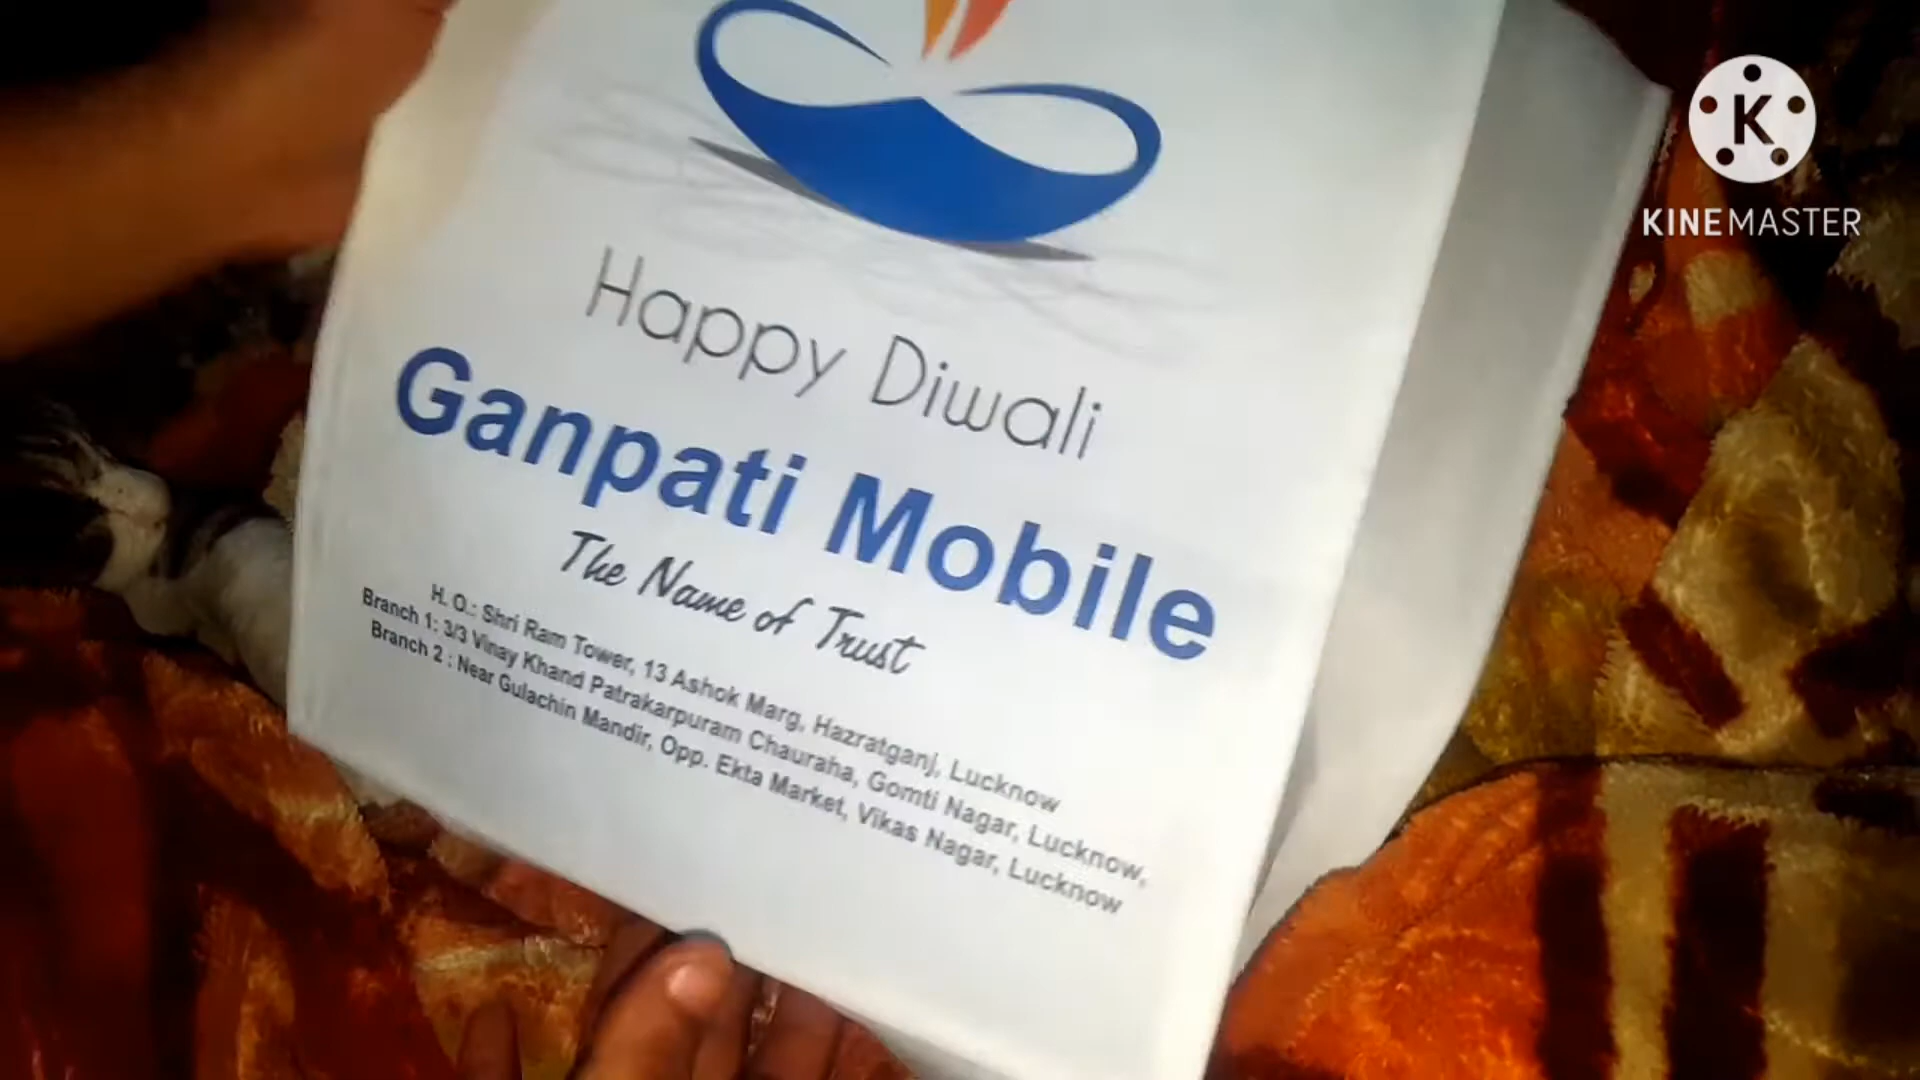 Happy Diwali
Ganpati Mobile
The Name of Trust
H. O.: Shri Ram Tower, 13 Ashok Marg, Hazratganj, Lucknow
Branch 1: 3/3 Vinay Khand Patrakarpuram Chauraha, Gomti Nagar, Lucknow,
Branch 2 : Near Gulachin Mandir, Opp. Ekta Market, Vikas Nagar, Lucknow
K
KINEMASTER